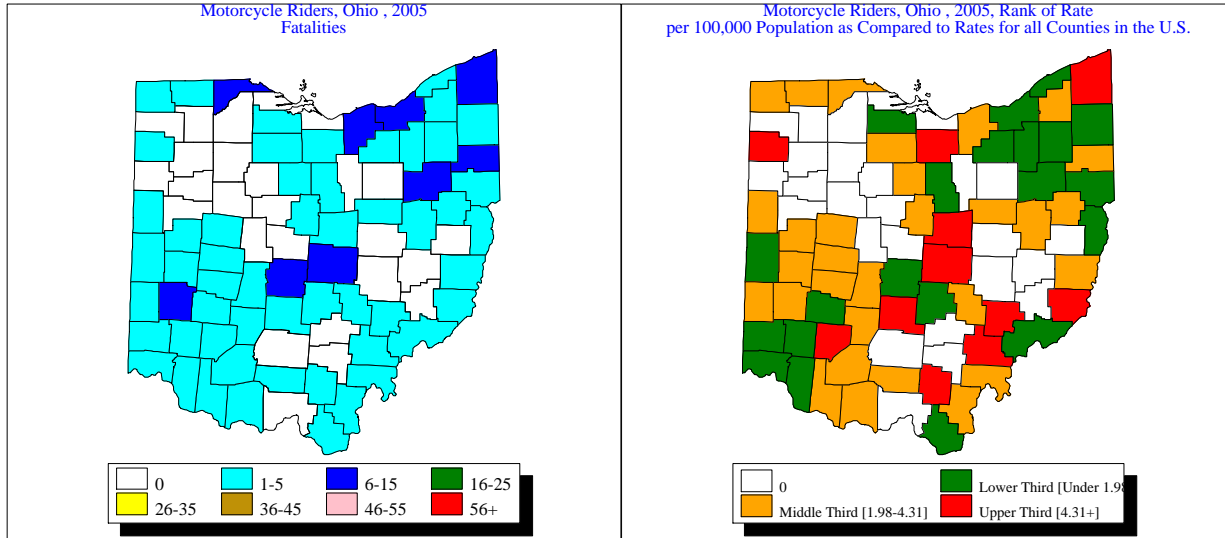 Motorcycle Riders, Ohio , 2005
Fatalities
0
1-5
6-15
16-25
26-35
36-45
46-55
56+
Motorcycle Riders, Ohio , 2005, Rank of Rate
per 100,000 Population as Compared to Rates for all Counties in the U.S.
0
Lower Third [Under 1.98
Middle Third [1.98-4.31]
Upper Third [4.31+]